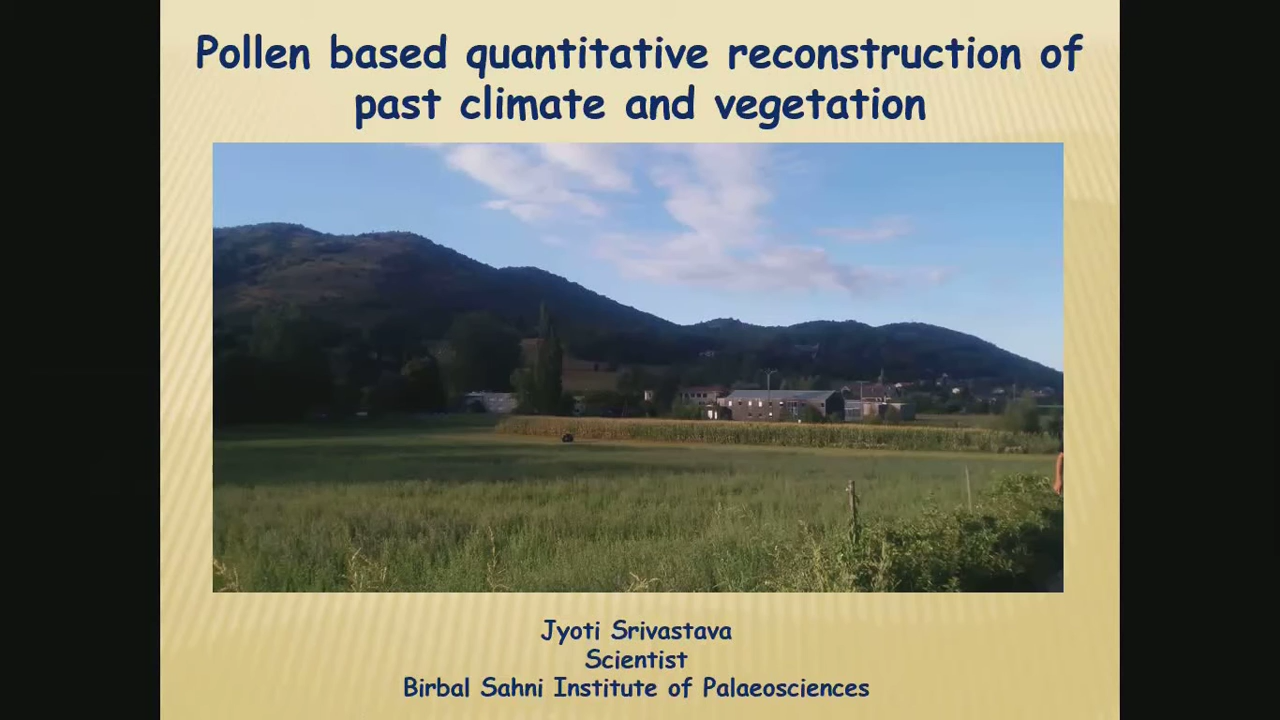 Pollen based quantitative reconstruction of
past climate and vegetation
Jyoti Srivastava
Scientist
Birbal Sahni Institute of Palaeosciences